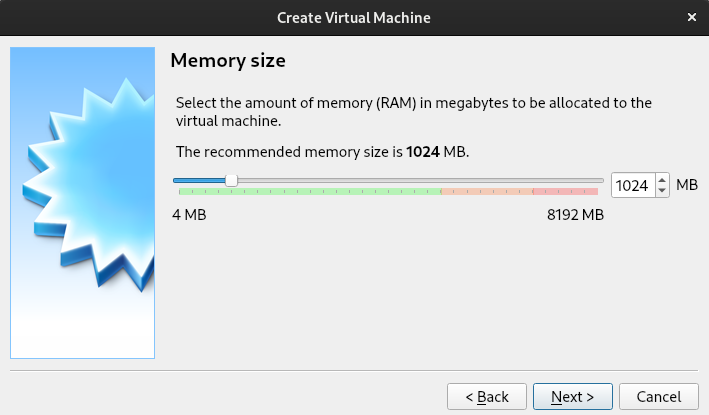 Create Virtual Machine
Memory size
Select the amount of memory (RAM) in megabytes to be allocated to the
virtual machine.
The recommended memory size is 1024 MB.
1024 MB
4 MB 8192 MB
< Back Next > Cancel